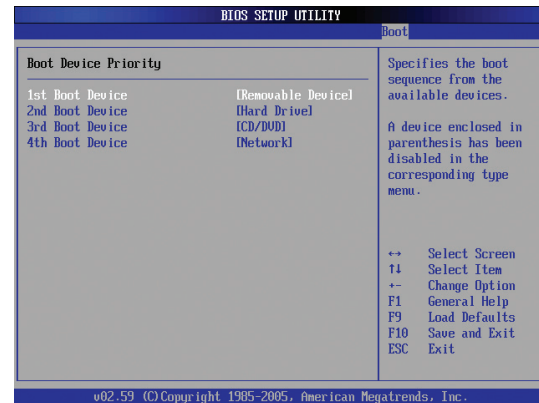 BIOS SETUP UTILITY
Boot
Boot Device Priority
1st Boot Device [Removable Device]
2nd Boot Device [Hard Drive]
3rd Boot Device [CD/DVD]
4th Boot Device [Network]
Specifies the boot
sequence from the
available devices.
A device enclosed in
parenthesis has been
disabled in the
corresponding type
menu.
↔ Select Screen
↑↓ Select Item
+- Change Option
F1 General Help
F9 Load Defaults
F10 Save and Exit
ESC Exit
v02.59 (C)Copyright 1985-2005, American Megatrends, Inc.